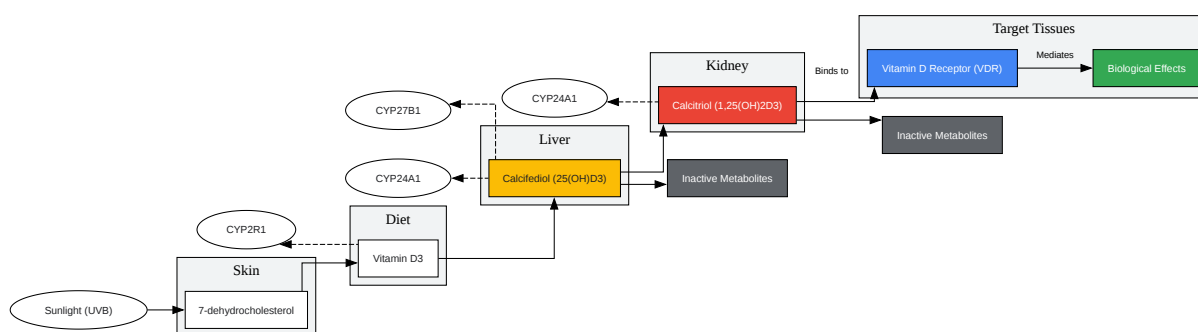 Target Tissues
Vitamin D Receptor (VDR)
Mediates
Biological Effects
Binds to
Kidney
Calcitriol (1,25(OH)2D3)
CYP24A1
Inactive Metabolites
CYP27B1
Liver
Calcifediol (25(OH)D3)
CYP24A1
Inactive Metabolites
Diet
Vitamin D3
CYP2R1
Skin
7-dehydrocholesterol
Sunlight (UVB)